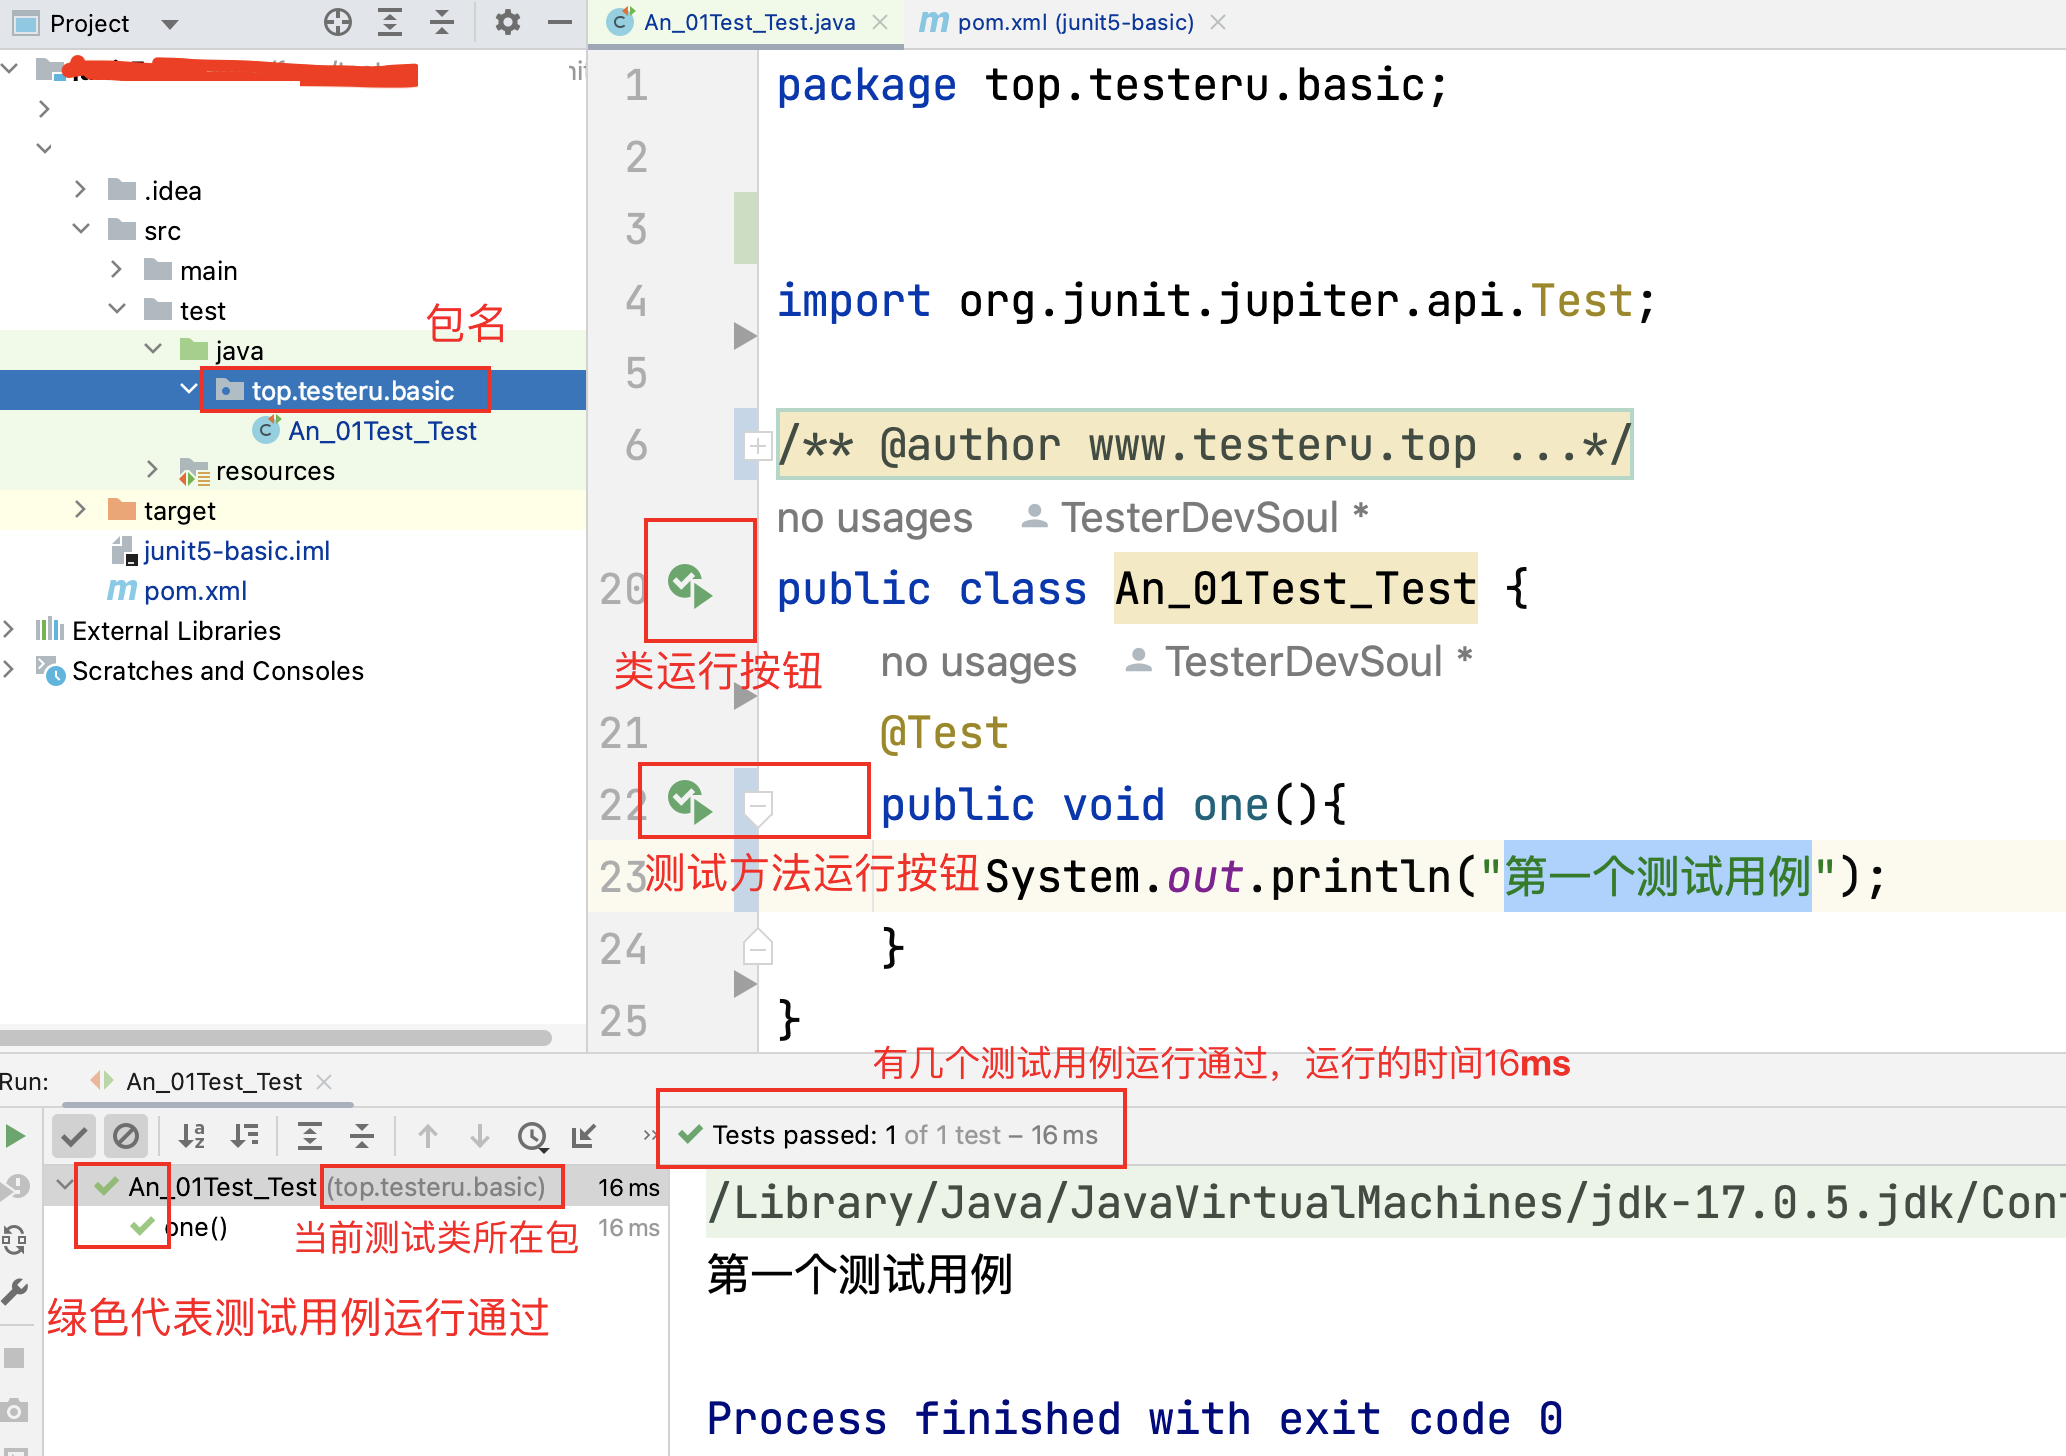 Project
An_01Test_Test.java
pom.xml (junit5-basic)
.idea
src
main
test
包名
java
top.testeru.basic
An_01Test_Test
resources
target
junit5-basic.iml
pom.xml
External Libraries
Scratches and Consoles
1 package top.testeru.basic;
2
3
4 import org.junit.jupiter.api.Test;
5
6 /** @author www.testeru.top ...*/
no usages TesterDevSoul *
20 public class An_01Test_Test {
类运行按钮
no usages TesterDevSoul *
21 @Test
22 public void one(){
测试方法运行按钮
23 System.out.println("第一个测试用例");
24 }
25 }
有几个测试用例运行通过，运行的时间16ms
Run: An_01Test_Test
Tests passed: 1 of 1 test – 16 ms
An_01Test_Test (top.testeru.basic) 16 ms
one() 16 ms
当前测试类所在包
绿色代表测试用例运行通过
/Library/Java/JavaVirtualMachines/jdk-17.0.5.jdk/Con
第一个测试用例
Process finished with exit code 0